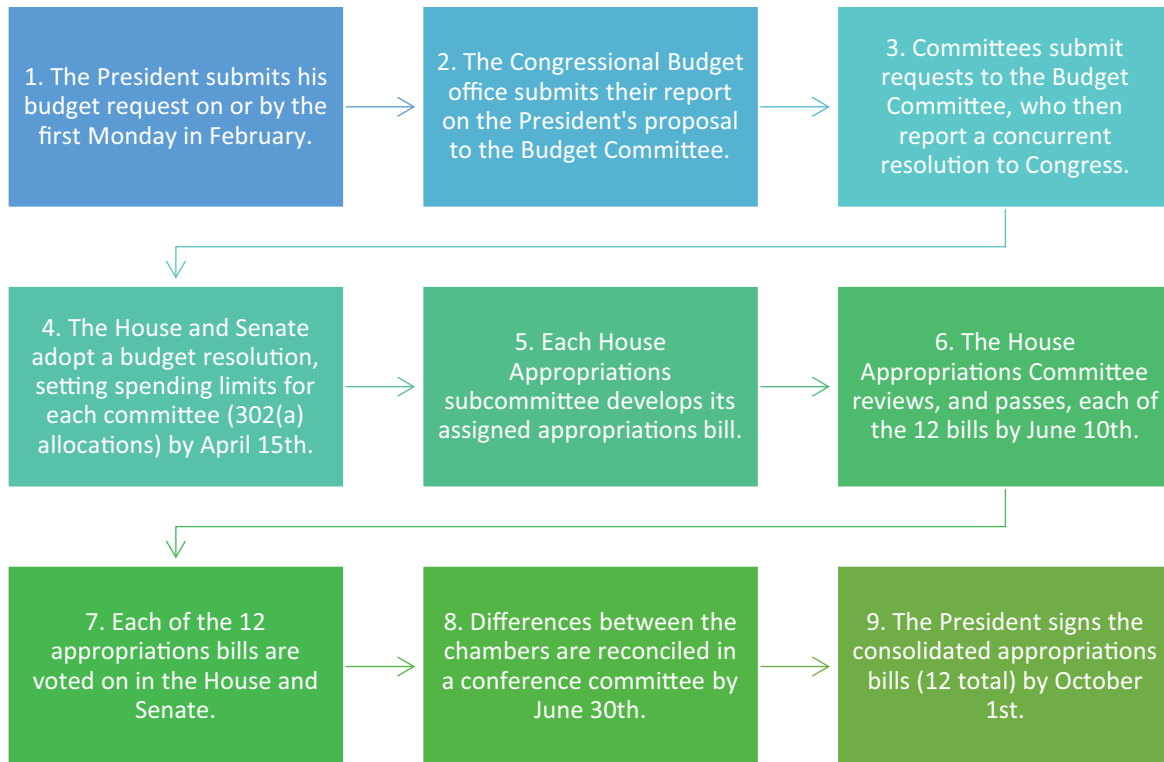 1. The President submits his
budget request on or by the
first Monday in February.
2. The Congressional Budget
office submits their report
on the President's proposal
to the Budget Committee.
3. Committees submit
requests to the Budget
Committee, who then
report a concurrent
resolution to Congress.
4. The House and Senate
adopt a budget resolution,
setting spending limits for
each committee (302(a)
allocations) by April 15th.
5. Each House
Appropriations
subcommittee develops its
assigned appropriations bill.
6. The House
Appropriations Committee
reviews, and passes, each of
the 12 bills by June 10th.
7. Each of the 12
appropriations bills are
voted on in the House and
Senate.
8. Differences between the
chambers are reconciled in
a conference committee by
June 30th.
9. The President signs the
consolidated appropriations
bills (12 total) by October
1st.